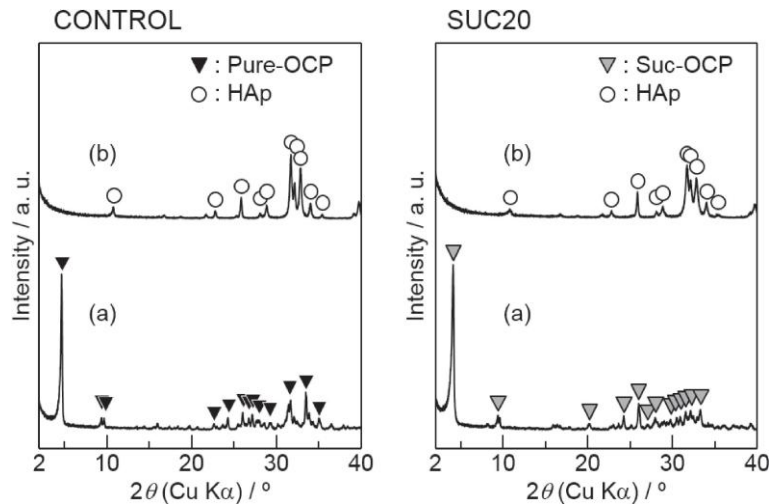 CONTROL
▼ : Pure-OCP
○ : HAp
(b)
(a)
Intensity / a. u.
2 10 20 30 40
2θ (Cu Kα) / º
SUC20
▼ : Suc-OCP
○ : HAp
(b)
(a)
Intensity / a. u.
2 10 20 30 40
2θ (Cu Kα) / º